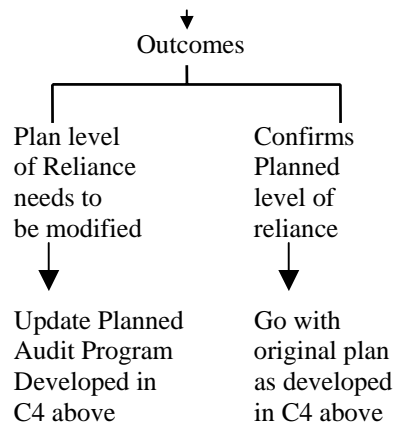 Outcomes
Plan level
of Reliance
needs to
be modified
Confirms
Planned
level of
reliance
Update Planned
Audit Program
Developed in
C4 above
Go with
original plan
as developed
in C4 above